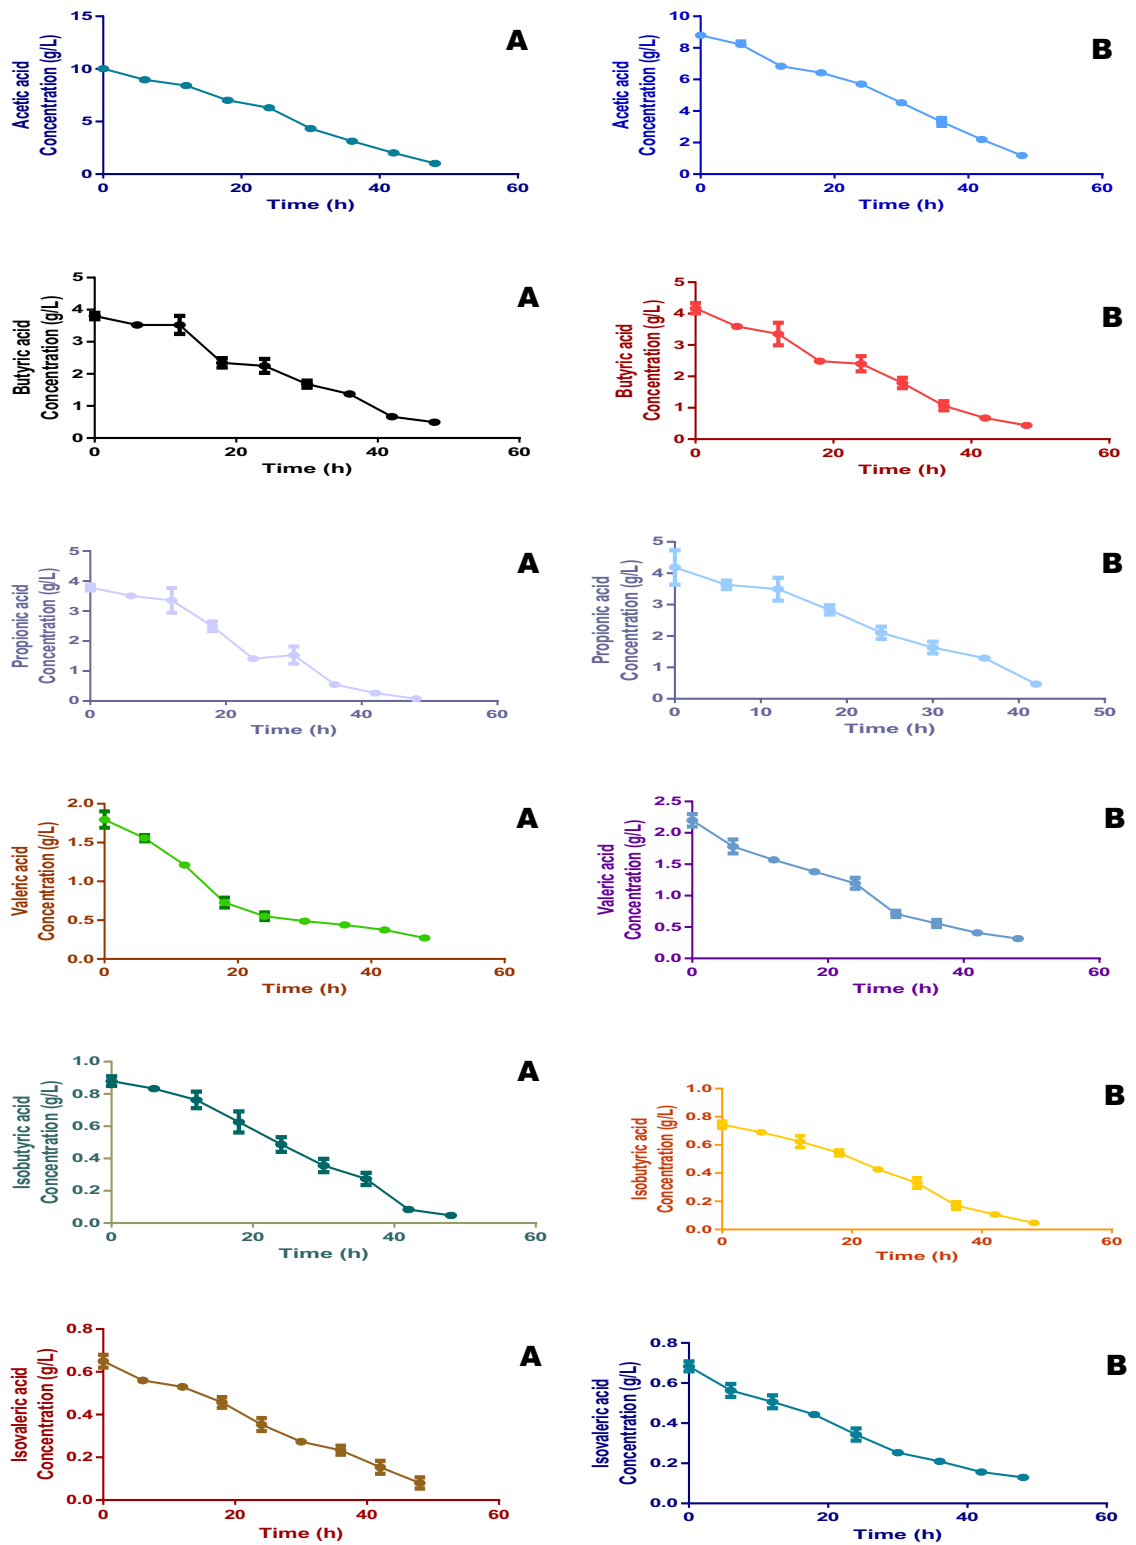 15
10
5
0
0 20 40 60
Acetic acid
Concentration (g/L)
Time (h)
A
10
8
6
4
2
0
0 20 40 60
Acetic acid
Concentration (g/L)
Time (h)
B
5
4
3
2
1
0
0 20 40 60
Butyric acid
Concentration (g/L)
Time (h)
A
5
4
3
2
1
0
0 20 40 60
Butyric acid
Concentration (g/L)
Time (h)
B
5
4
3
2
1
0
0 20 40 60
Propionic acid
Concentration (g/L)
Time (h)
A
5
4
3
2
1
0
0 10 20 30 40 50
Propionic acid
Concentration (g/L)
Time (h)
B
2.0
1.5
1.0
0.5
0.0
0 20 40 60
Valeric acid
Concentration (g/L)
Time (h)
A
2.5
2.0
1.5
1.0
0.5
0.0
0 20 40 60
Valeric acid
Concentration (g/L)
Time (h)
B
1.0
0.8
0.6
0.4
0.2
0.0
0 20 40 60
Isobutyric acid
Concentration (g/L)
Time (h)
A
1.0
0.8
0.6
0.4
0.2
0.0
0 20 40 60
Isobutyric acid
Concentration (g/L)
Time (h)
B
0.8
0.6
0.4
0.2
0.0
0 20 40 60
Isovaleric acid
Concentration (g/L)
Time (h)
A
0.8
0.6
0.4
0.2
0.0
0 20 40 60
Isovaleric acid
Concentration (g/L)
Time (h)
B